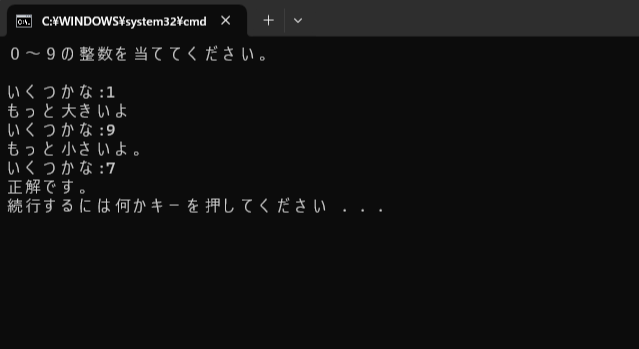 C:¥WINDOWS¥system32¥cmd
０～９の整数を当ててください。
いくつかな:1
もっと大きいよ
いくつかな:9
もっと小さいよ。
いくつかな:7
正解です。
続行するには何かキーを押してください . . .